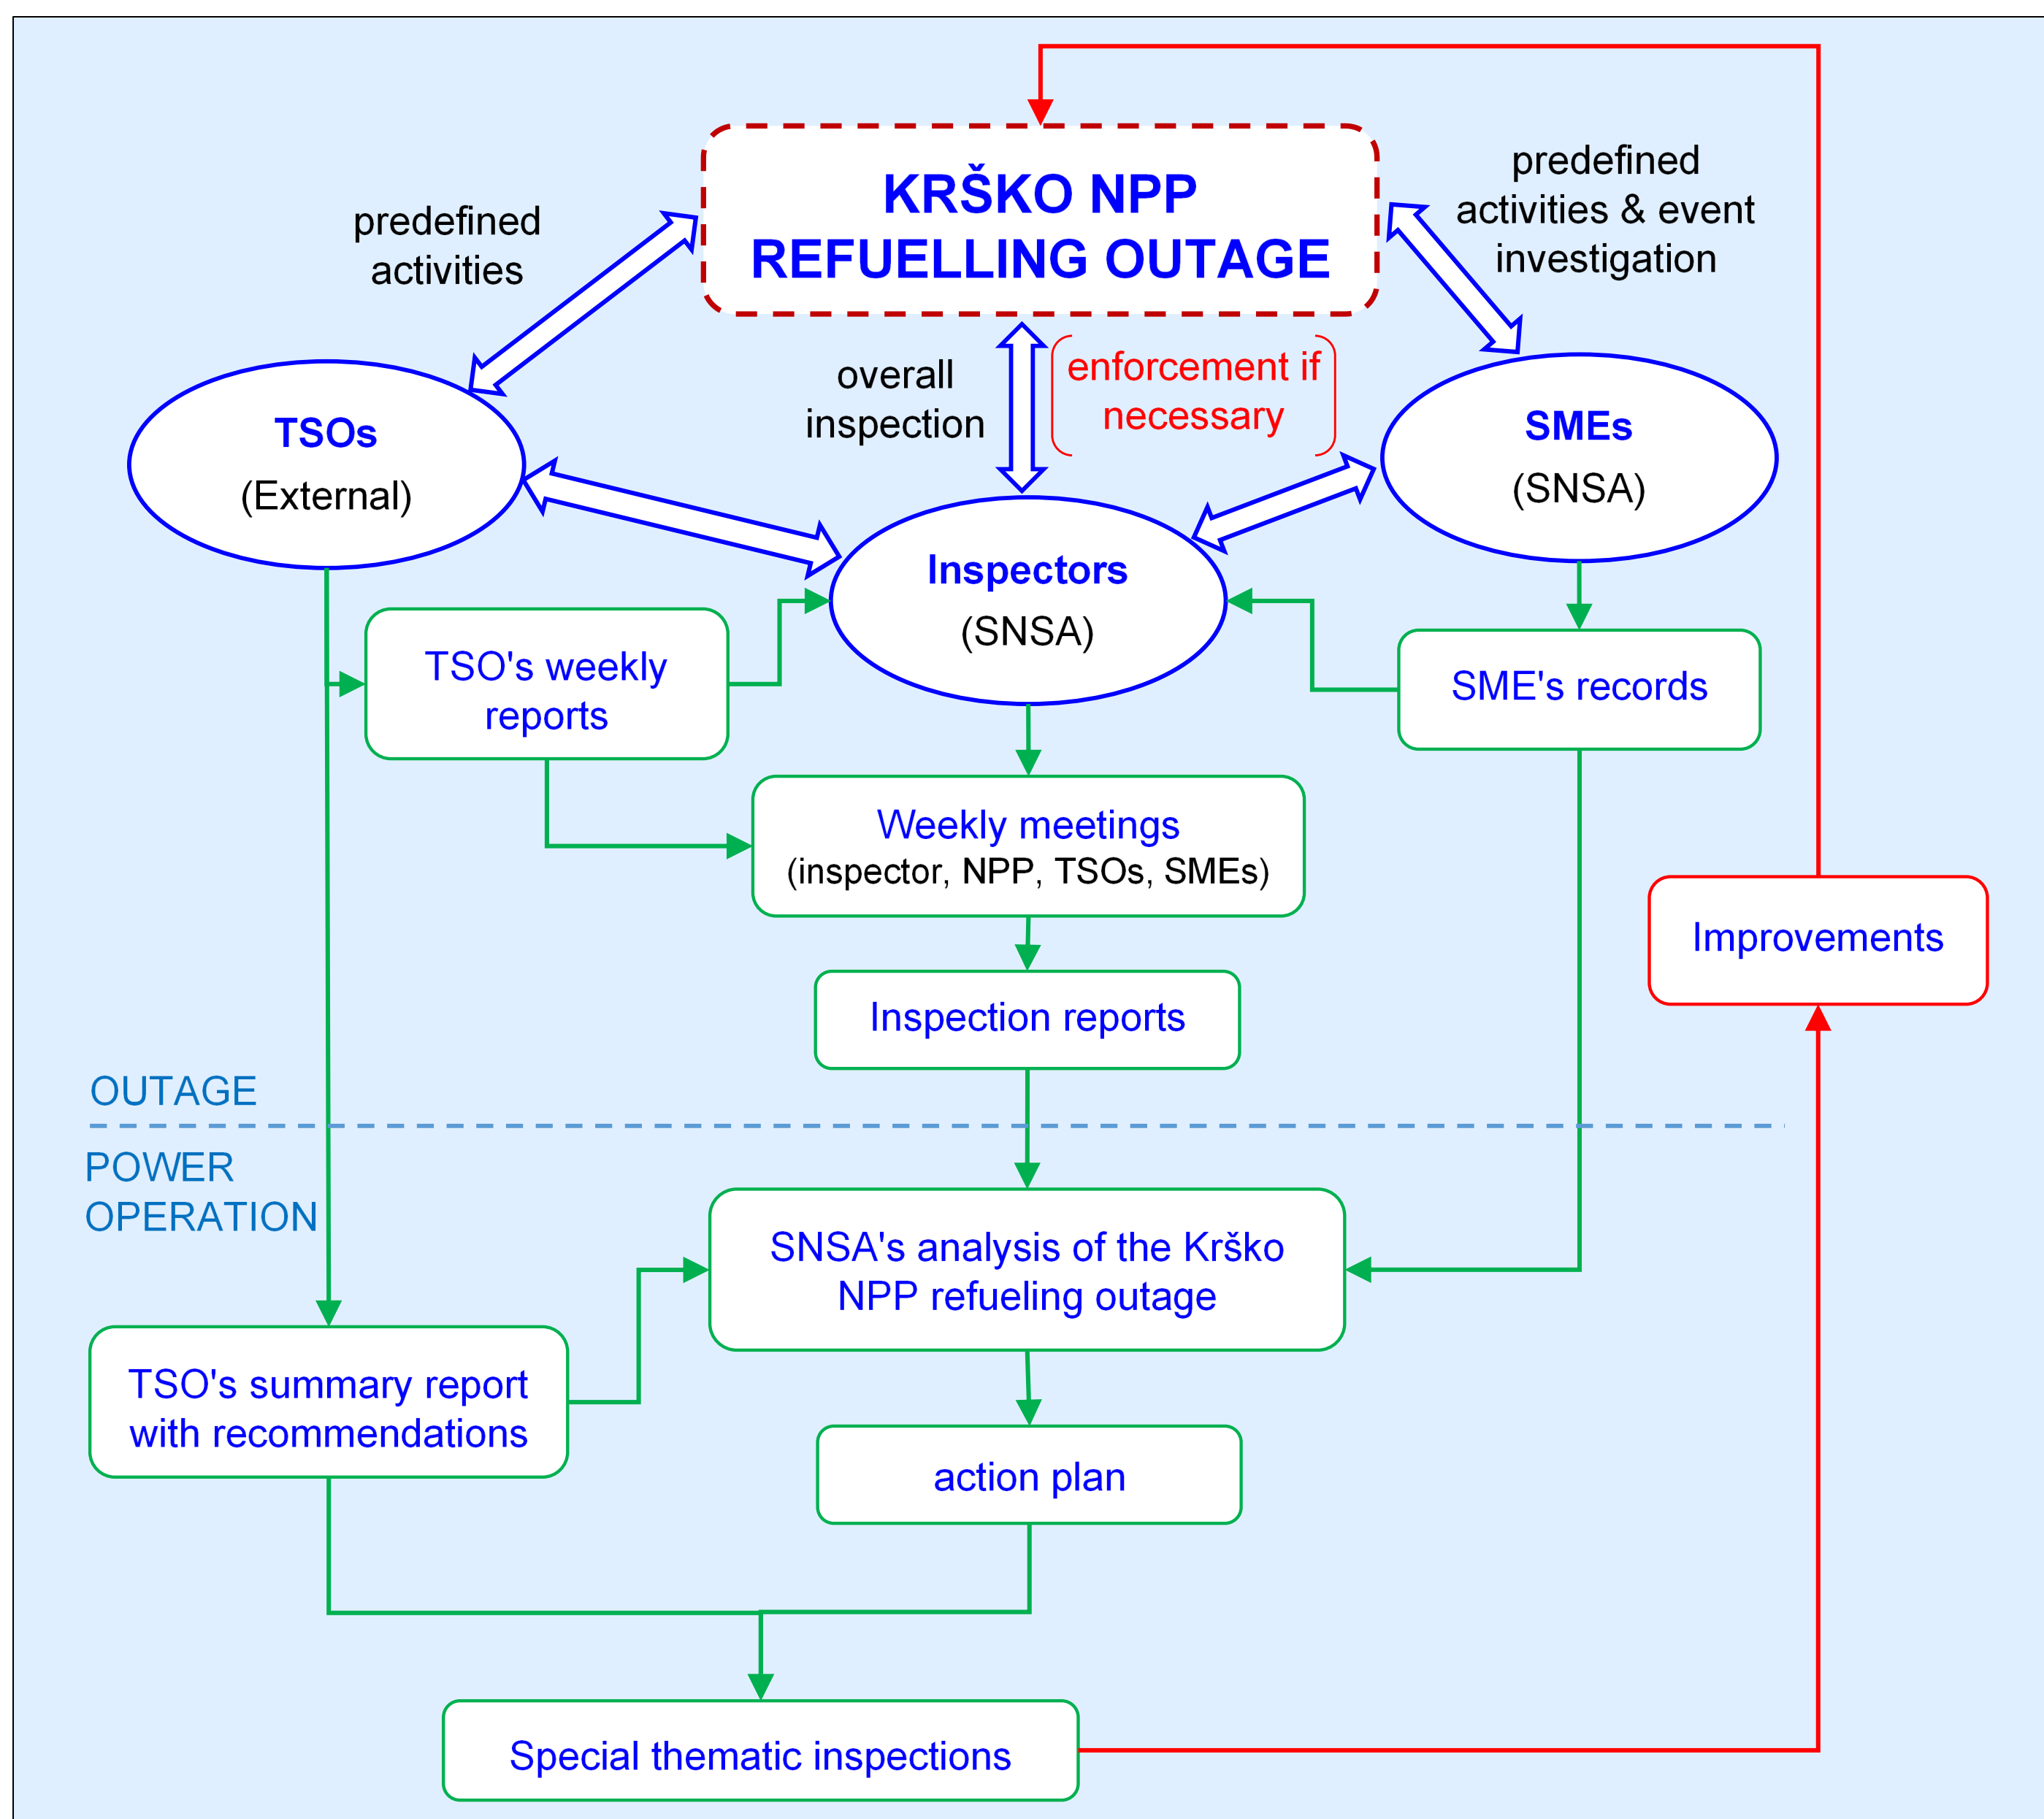 KRŠKO NPP
REFUELLING OUTAGE
predefined
activities
predefined
activities & event
investigation
overall
inspection
enforcement if
necessary
TSOs
(External)
SMEs
(SNSA)
Inspectors
(SNSA)
TSO's weekly
reports
SME's records
Weekly meetings
(inspector, NPP, TSOs, SMEs)
Improvements
Inspection reports
OUTAGE
POWER
OPERATION
SNSA's analysis of the Krško
NPP refueling outage
TSO's summary report
with recommendations
action plan
Special thematic inspections